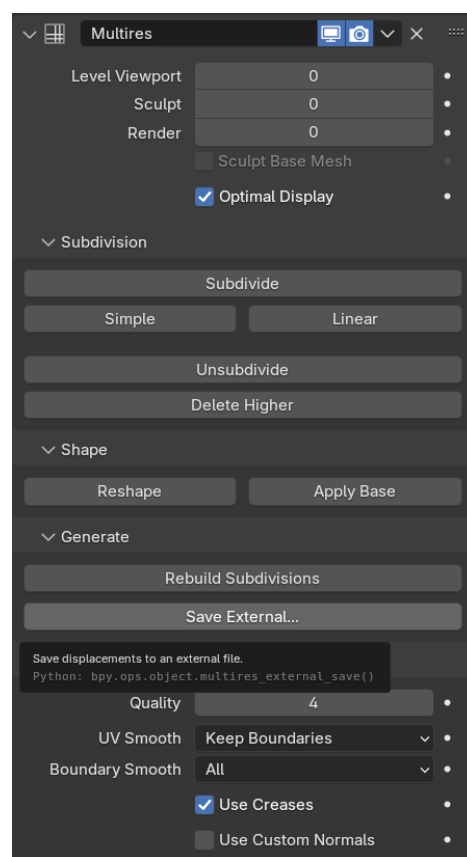 Multires
Level Viewport 0
Sculpt 0
Render 0
Sculpt Base Mesh
Optimal Display
Subdivision
Subdivide
Simple Linear
Unsubdivide
Delete Higher
Shape
Reshape Apply Base
Generate
Rebuild Subdivisions
Save External...
Save displacements to an external file.
Python: bpy.ops.object.multires_external_save()
Quality 4
UV Smooth Keep Boundaries
Boundary Smooth All
Use Creases
Use Custom Normals